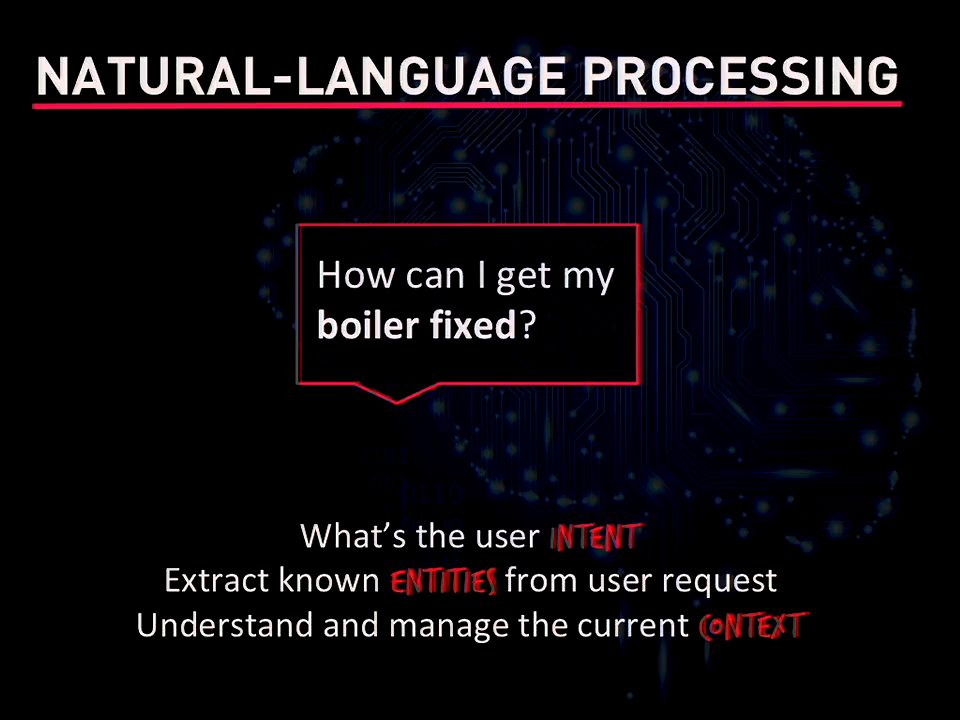 NATURAL-LANGUAGE PROCESSING
How can I get my
boiler fixed?
What’s the user INTENT
Extract known ENTITIES from user request
Understand and manage the current CONTEXT